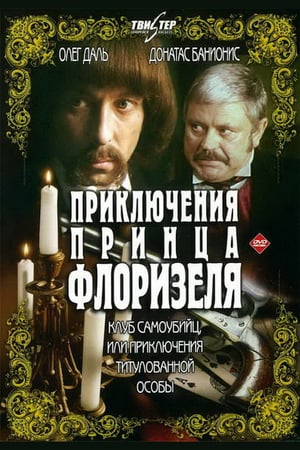 ТВИСТЕР
ОЛЕГ ДАЛЬ ДОНАТАС БАНИОНИС
ПРИКЛЮЧЕНИЯ
ПРИНЦА
ФЛОРИЗЕЛЯ
DVD
КЛУБ САМОУБИЙЦ,
ИЛИ ПРИКЛЮЧЕНИЯ
ТИТУЛОВАННОЙ
ОСОБЫ